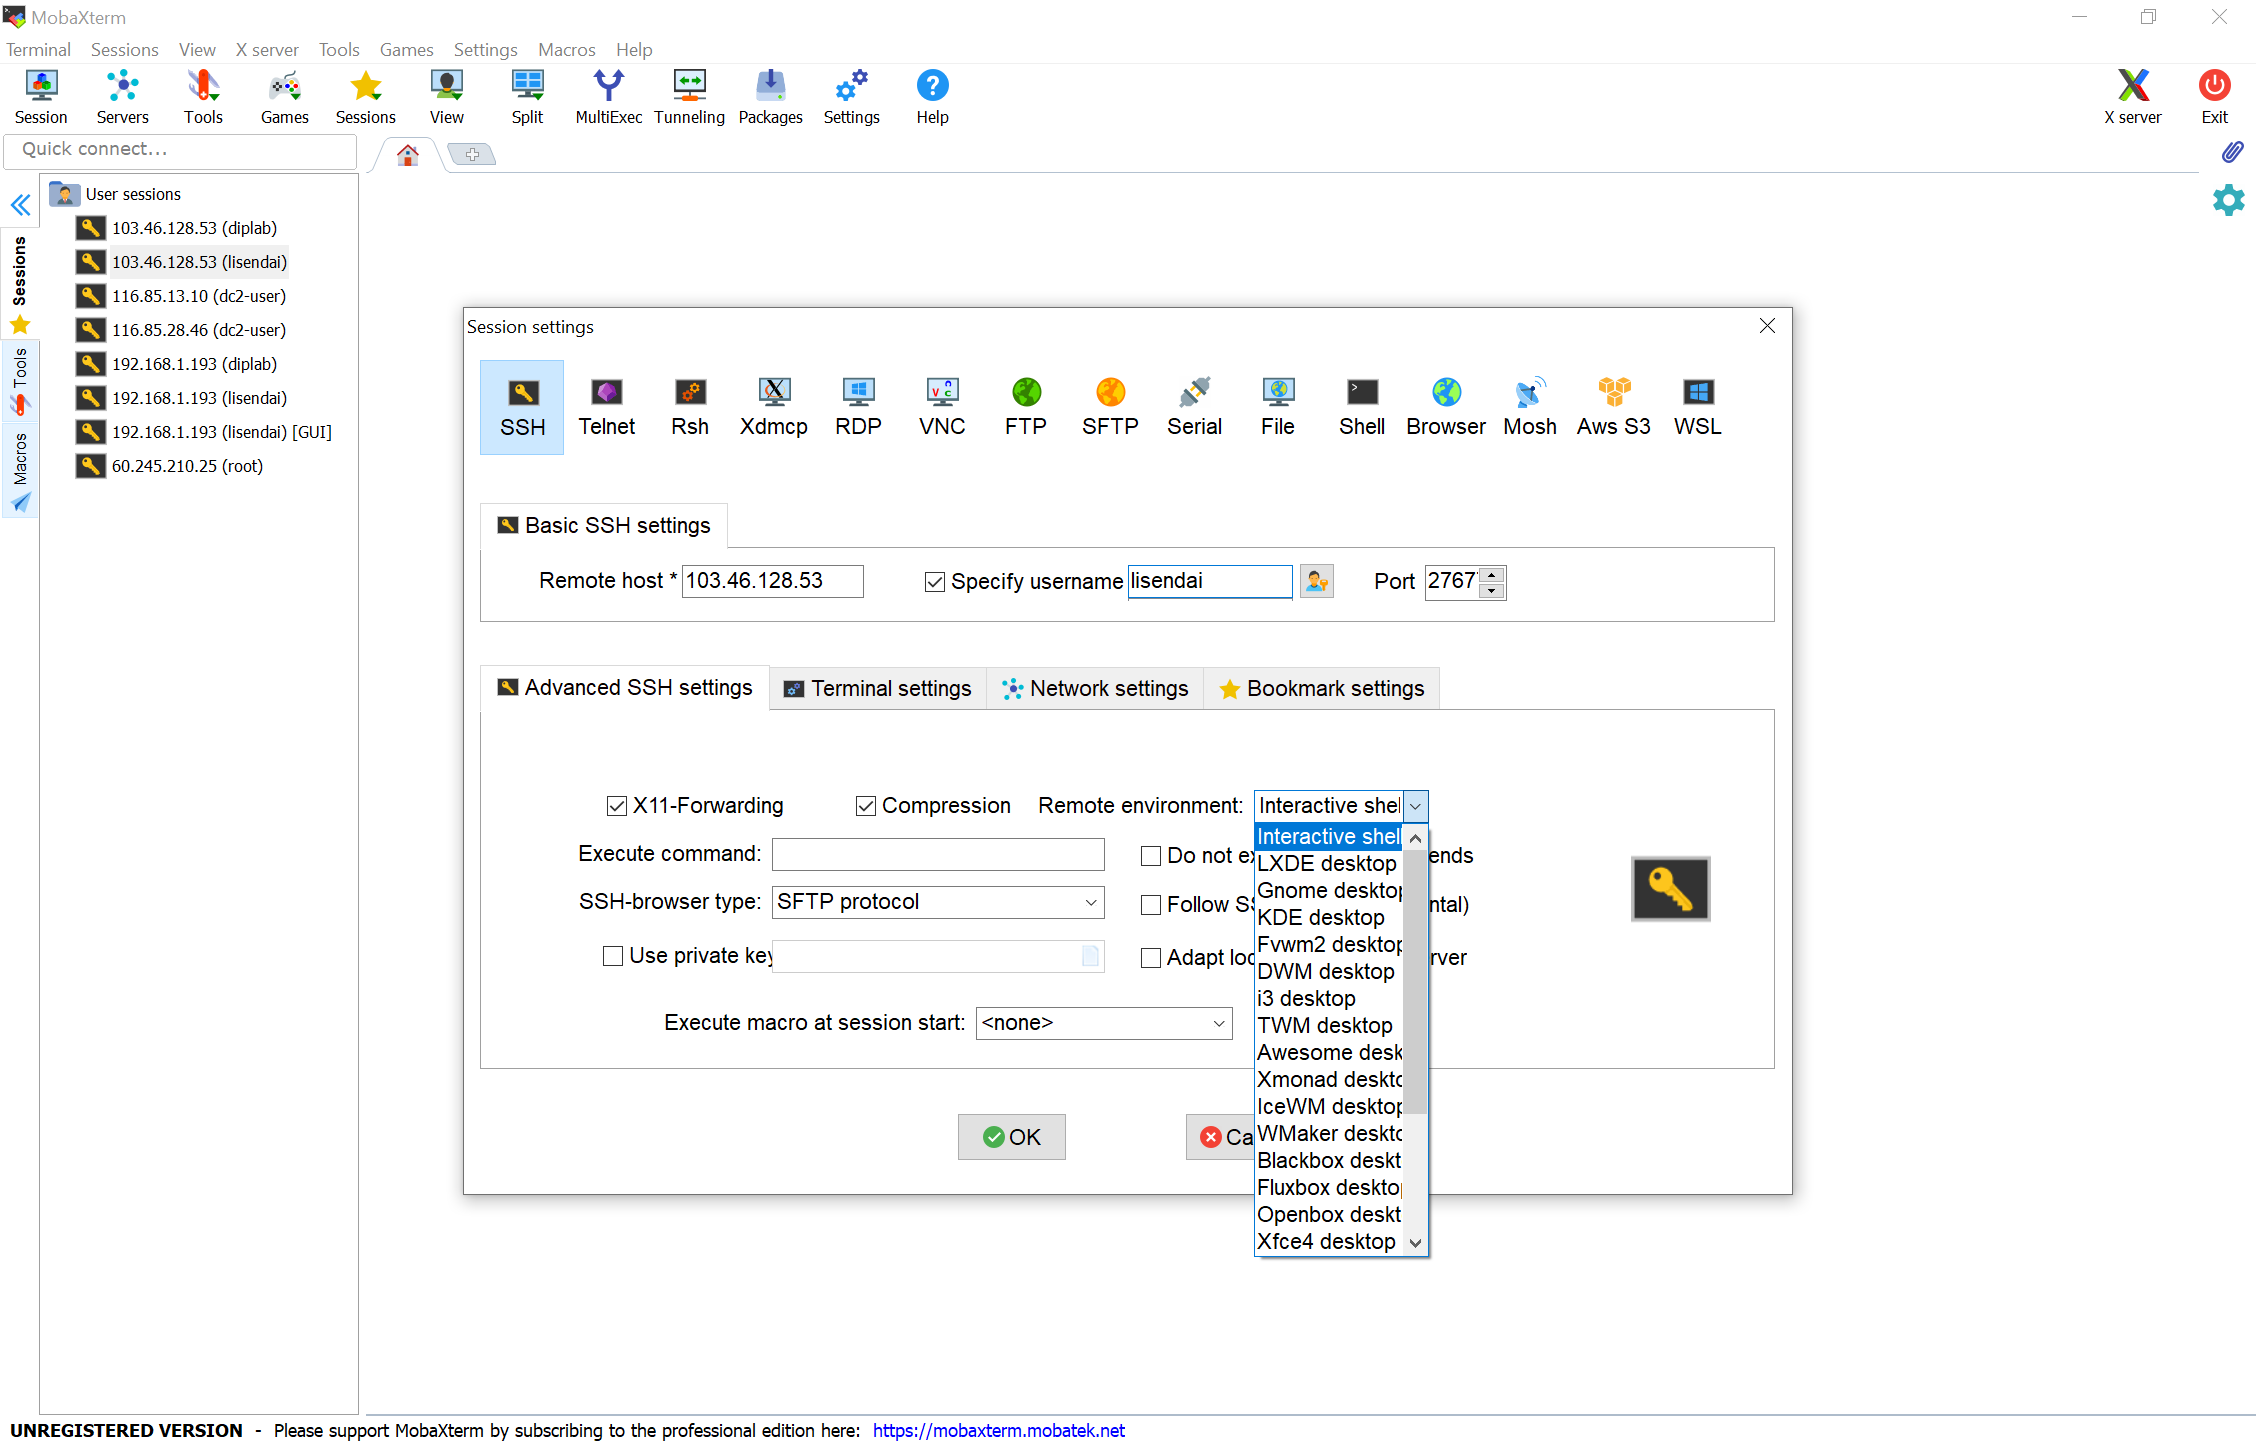 MobaXterm
Terminal Sessions View X server Tools Games Settings Macros Help
Session Servers Tools Games Sessions View Split MultiExec Tunneling Packages Settings Help X server Exit
Quick connect...
User sessions
103.46.128.53 (diplab)
103.46.128.53 (lisendai)
116.85.13.10 (dc2-user)
116.85.28.46 (dc2-user)
192.168.1.193 (diplab)
192.168.1.193 (lisendai)
192.168.1.193 (lisendai) [GUI]
60.245.210.25 (root)
Sessions
Tools
Macros
Session settings
SSH Telnet Rsh Xdmcp RDP VNC FTP SFTP Serial File Shell Browser Mosh Aws S3 WSL
Basic SSH settings
Remote host * 103.46.128.53 Specify username lisendai Port 2767
Advanced SSH settings Terminal settings Network settings Bookmark settings
X11-Forwarding Compression Remote environment: Interactive shel
Execute command: Do not e ends
SSH-browser type: SFTP protocol Follow S ntal)
Use private key Adapt loc rver
Execute macro at session start: <none>
Interactive shel
LXDE desktop
Gnome desktop
KDE desktop
Fvwm2 desktop
DWM desktop
i3 desktop
TWM desktop
Awesome desk
Xmonad deskto
IceWM desktop
WMaker deskto
Blackbox deskt
Fluxbox desktop
Openbox deskt
Xfce4 desktop
OK Ca
UNREGISTERED VERSION - Please support MobaXterm by subscribing to the professional edition here: https://mobaxterm.mobatek.net